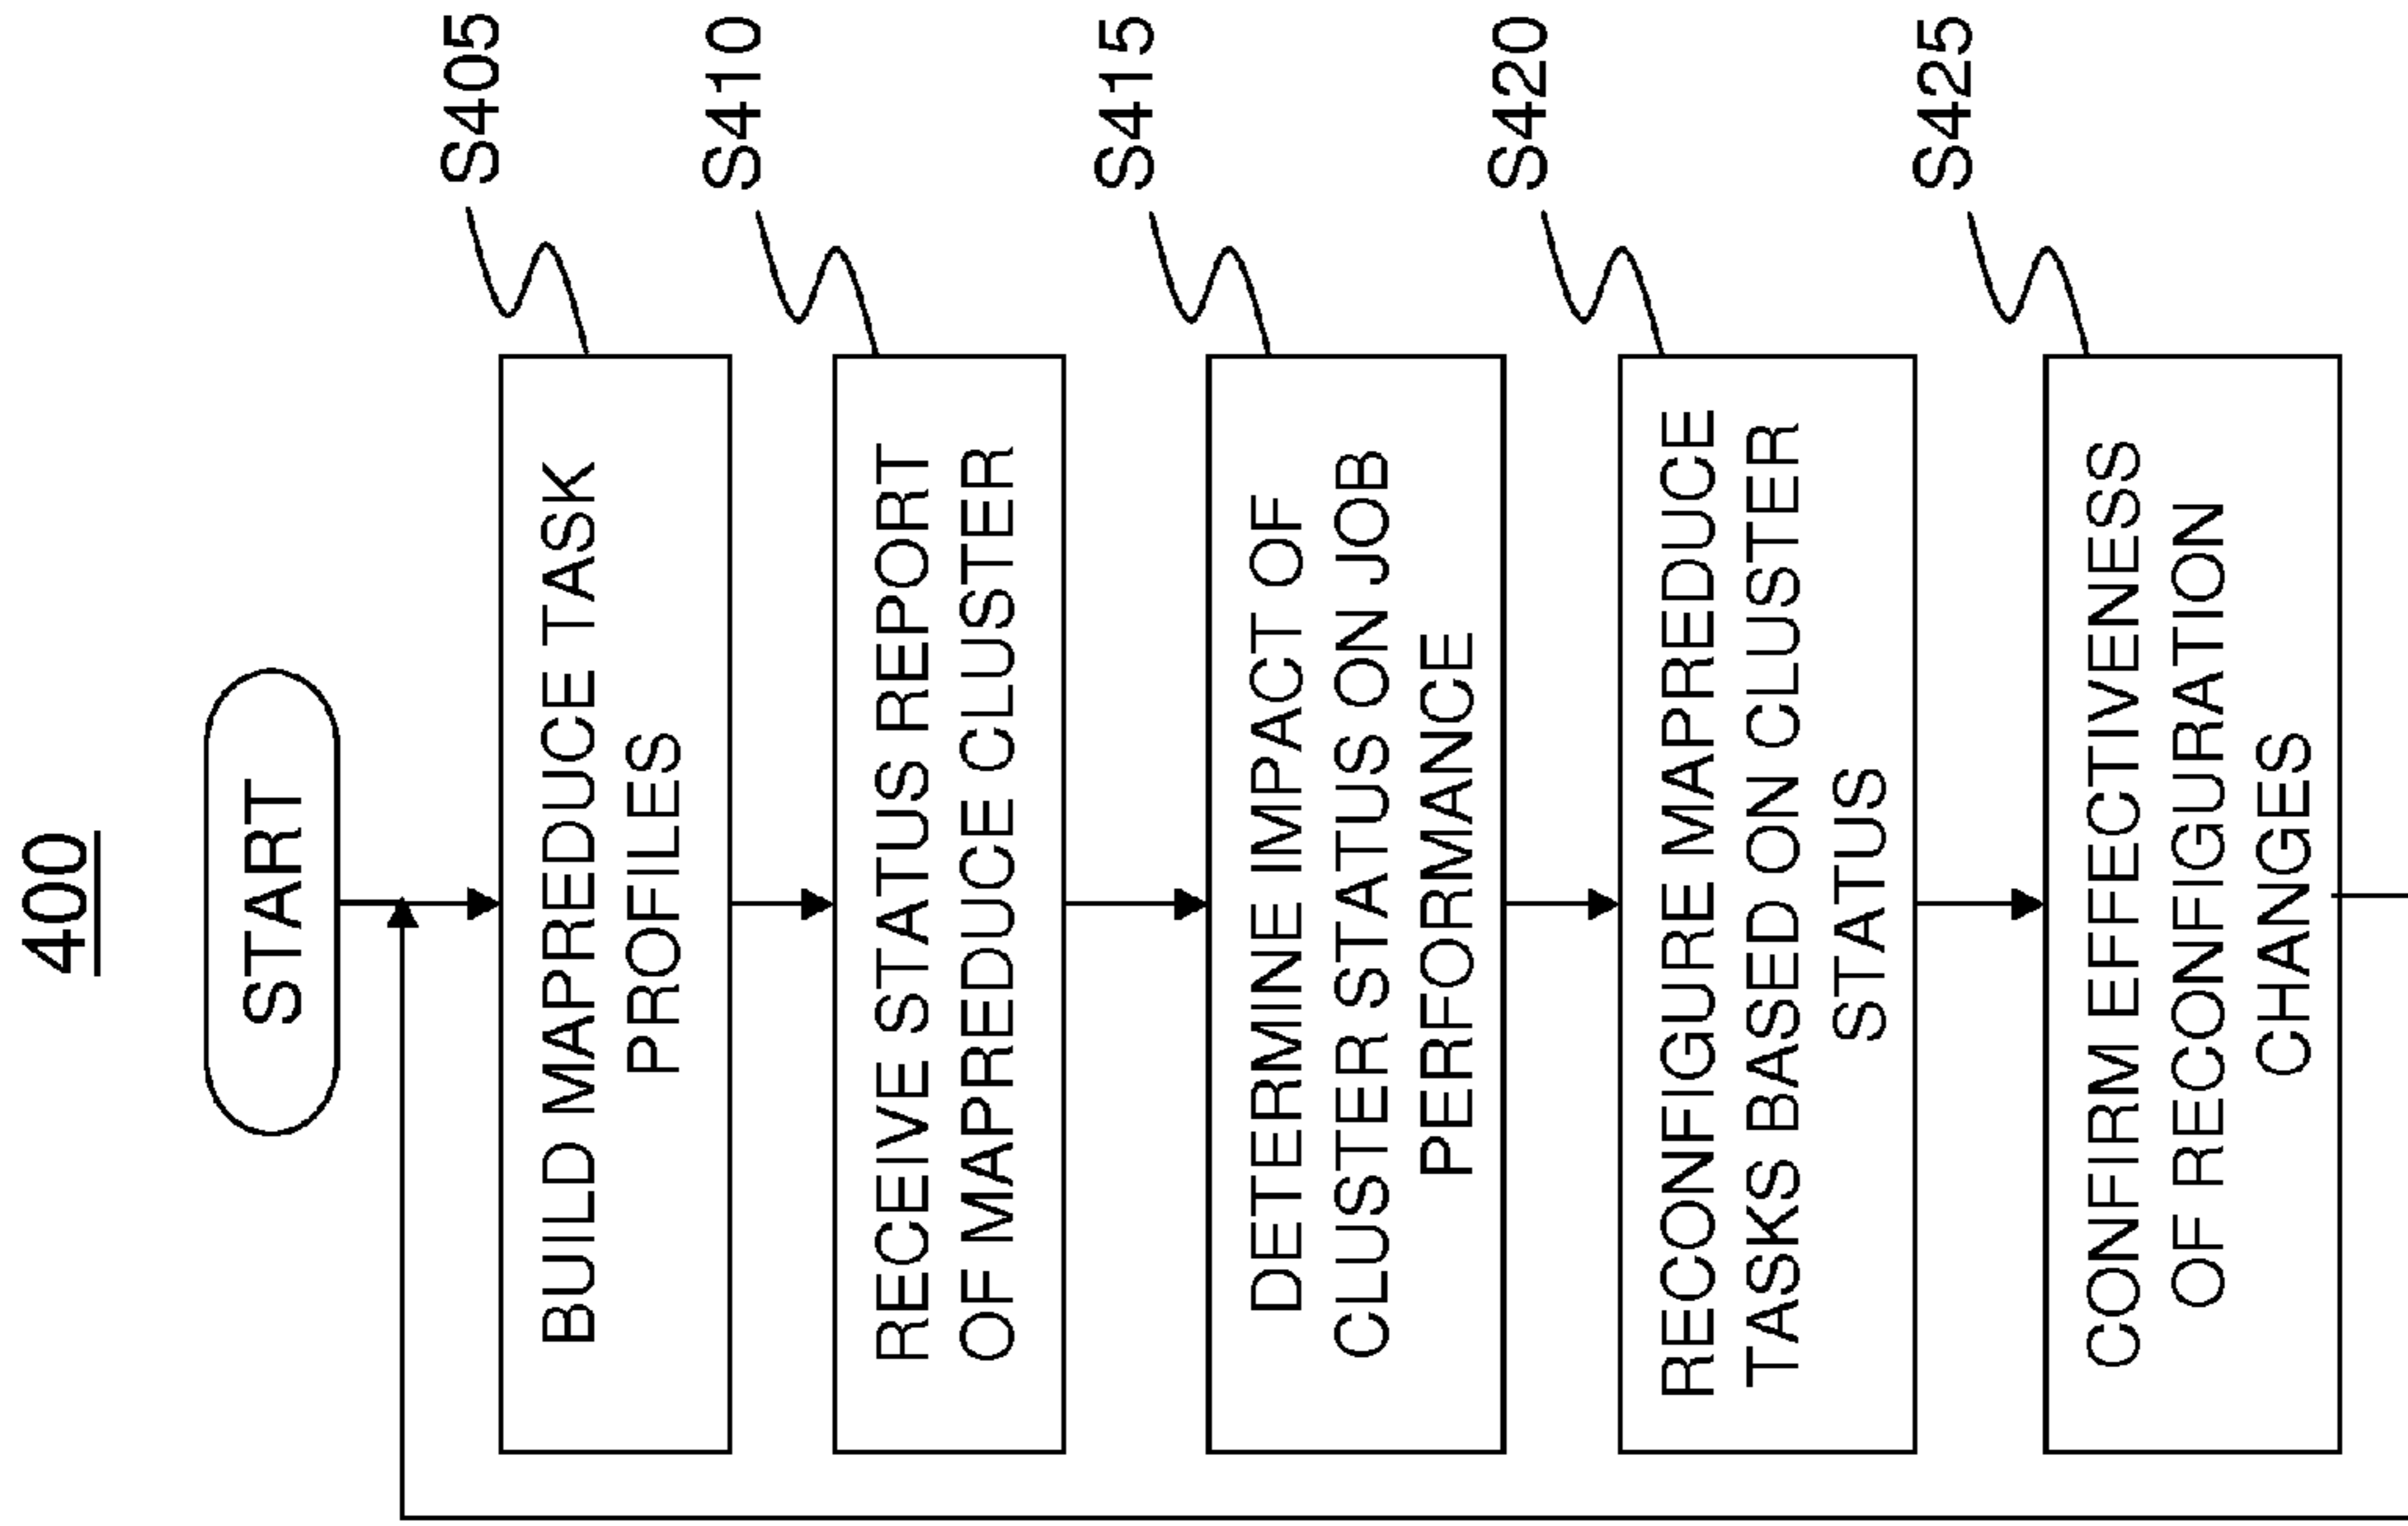 400
START
BUILD MAPREDUCE TASK
PROFILES
S405
RECEIVE STATUS REPORT
OF MAPREDUCE CLUSTER
S410
DETERMINE IMPACT OF
CLUSTER STATUS ON JOB
PERFORMANCE
S415
RECONFIGURE MAPREDUCE
TASKS BASED ON CLUSTER
STATUS
S420
CONFIRM EFFECTIVENESS
OF RECONFIGURATION
CHANGES
S425